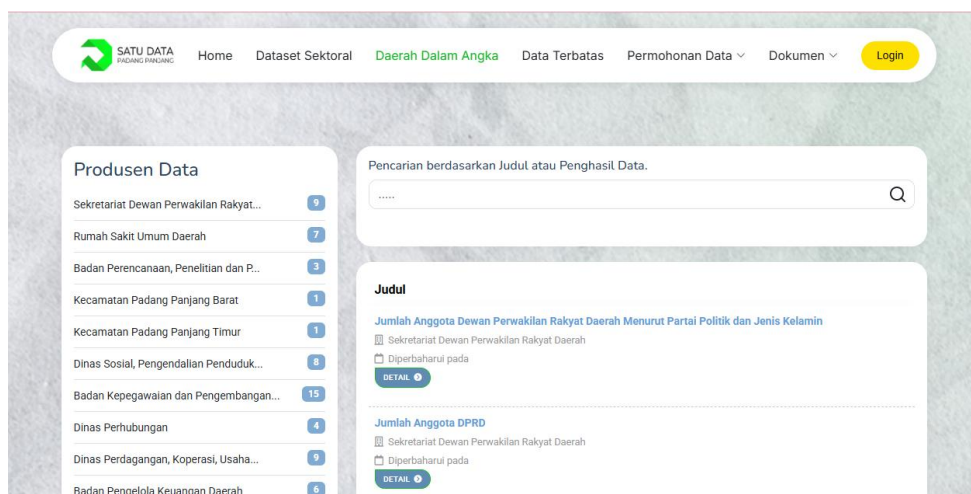 SATU DATA
PADANG PANJANG
Home Dataset Sektoral Daerah Dalam Angka Data Terbatas Permohonan Data Dokumen Login
Produsen Data
Sekretariat Dewan Perwakilan Rakyat... 9
Rumah Sakit Umum Daerah 7
Badan Perencanaan, Penelitian dan P... 3
Kecamatan Padang Panjang Barat 1
Kecamatan Padang Panjang Timur 1
Dinas Sosial, Pengendalian Penduduk... 8
Badan Kepegawaian dan Pengembangan... 15
Dinas Perhubungan 4
Dinas Perdagangan, Koperasi, Usaha... 9
Badan Pengelola Keuangan Daerah 6
Pencarian berdasarkan Judul atau Penghasil Data.
.....
Judul
Jumlah Anggota Dewan Perwakilan Rakyat Daerah Menurut Partai Politik dan Jenis Kelamin
Sekretariat Dewan Perwakilan Rakyat Daerah
Diperbaharui pada
DETAIL
Jumlah Anggota DPRD
Sekretariat Dewan Perwakilan Rakyat Daerah
Diperbaharui pada
DETAIL